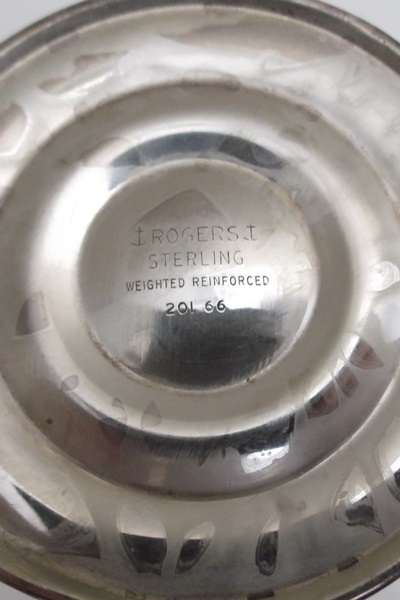 ⚓ROGERS⚓
STERLING
WEIGHTED REINFORCED
201 66